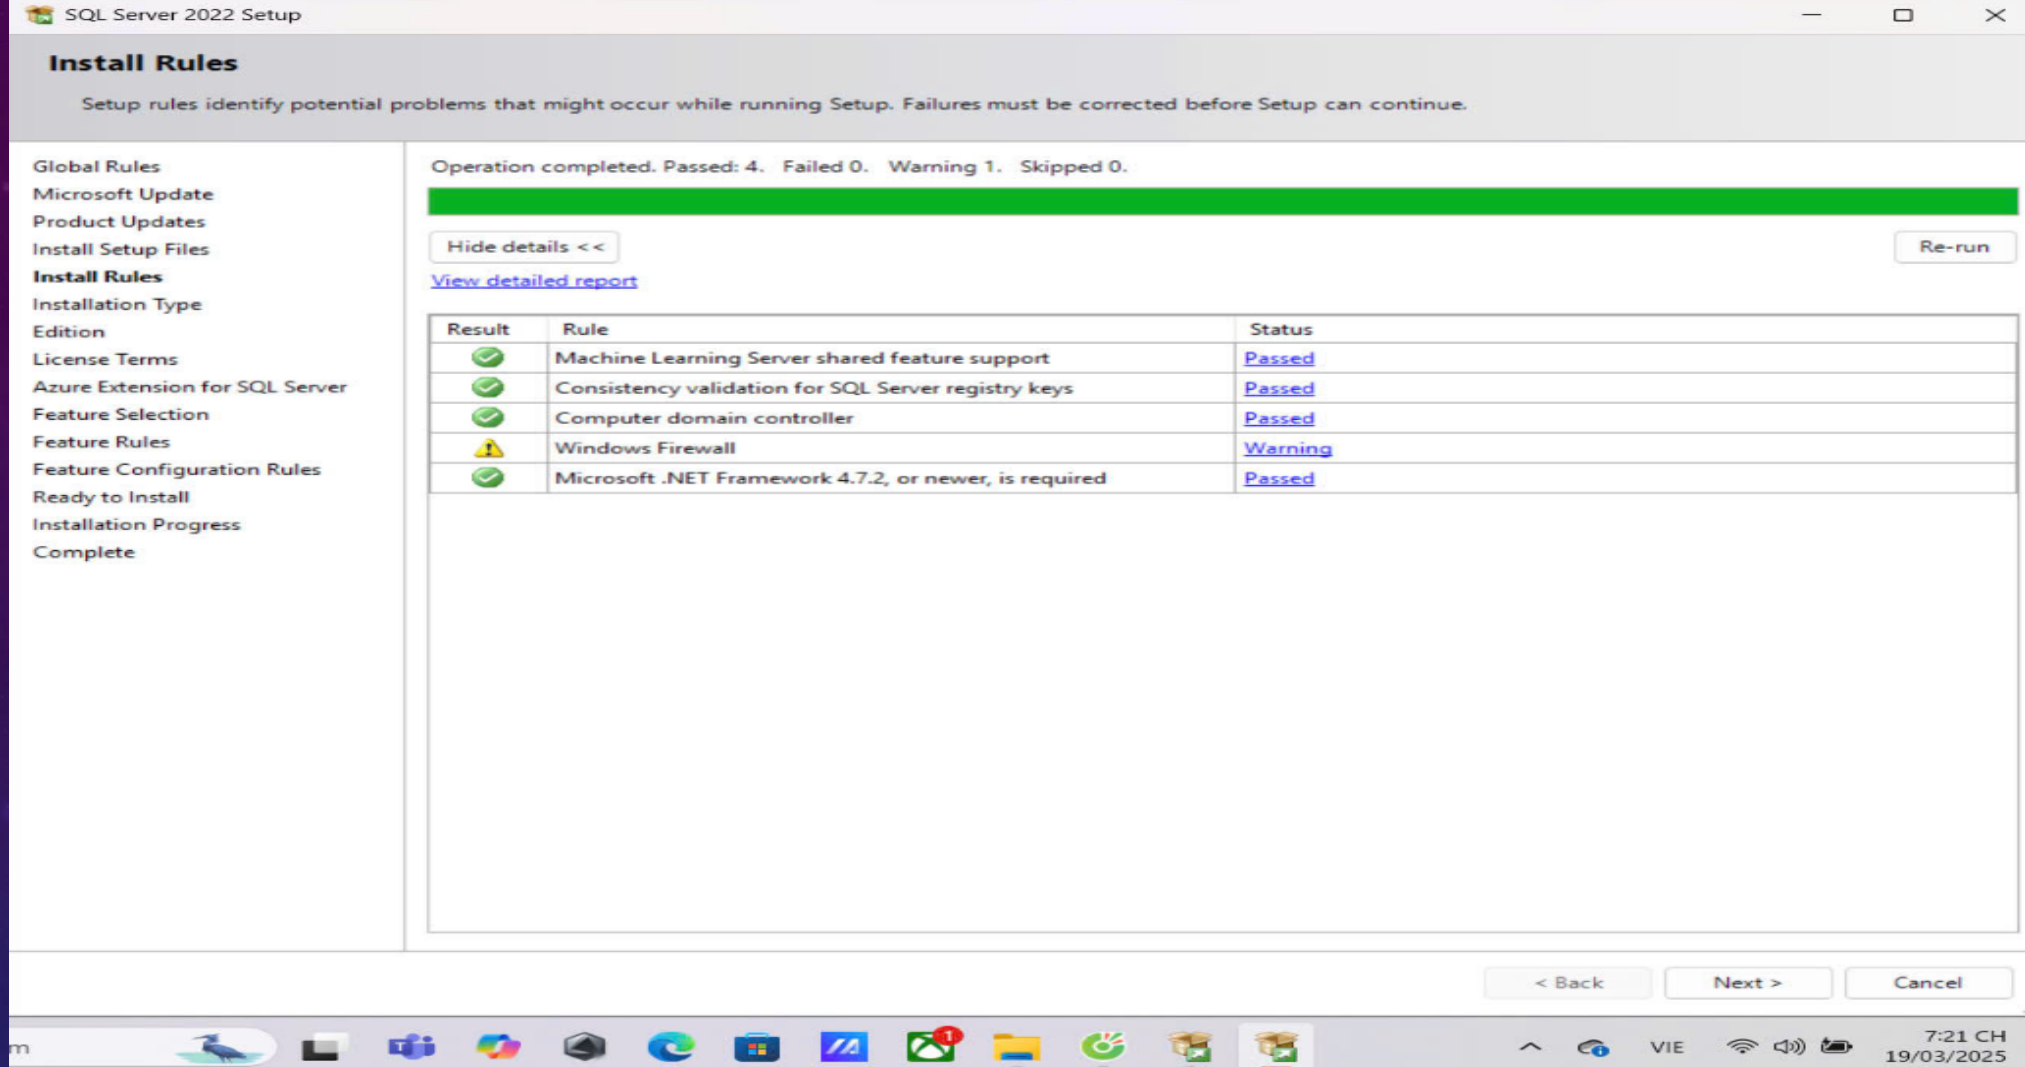 SQL Server 2022 Setup
Install Rules
Setup rules identify potential problems that might occur while running Setup. Failures must be corrected before Setup can continue.
Global Rules
Microsoft Update
Product Updates
Install Setup Files
Install Rules
Installation Type
Edition
License Terms
Azure Extension for SQL Server
Feature Selection
Feature Rules
Feature Configuration Rules
Ready to Install
Installation Progress
Complete
Operation completed. Passed: 4. Failed 0. Warning 1. Skipped 0.
Hide details <<
Re-run
View detailed report
Result Rule Status
Machine Learning Server shared feature support Passed
Consistency validation for SQL Server registry keys Passed
Computer domain controller Passed
Windows Firewall Warning
Microsoft .NET Framework 4.7.2, or newer, is required Passed
< Back Next > Cancel
m
1
VIE
7:21 CH
19/03/2025